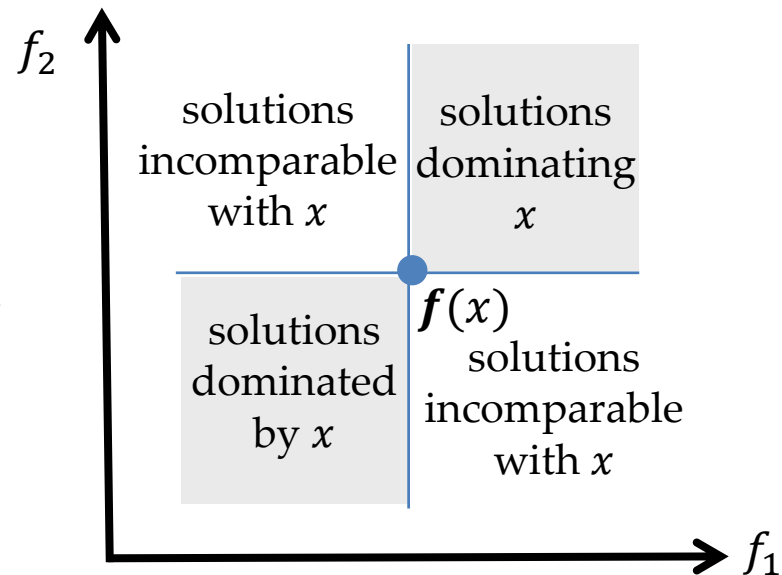 f₂
solutions
incomparable
with x
solutions
dominating
x
f(x)
solutions
dominated
by x
solutions
incomparable
with x
f₁